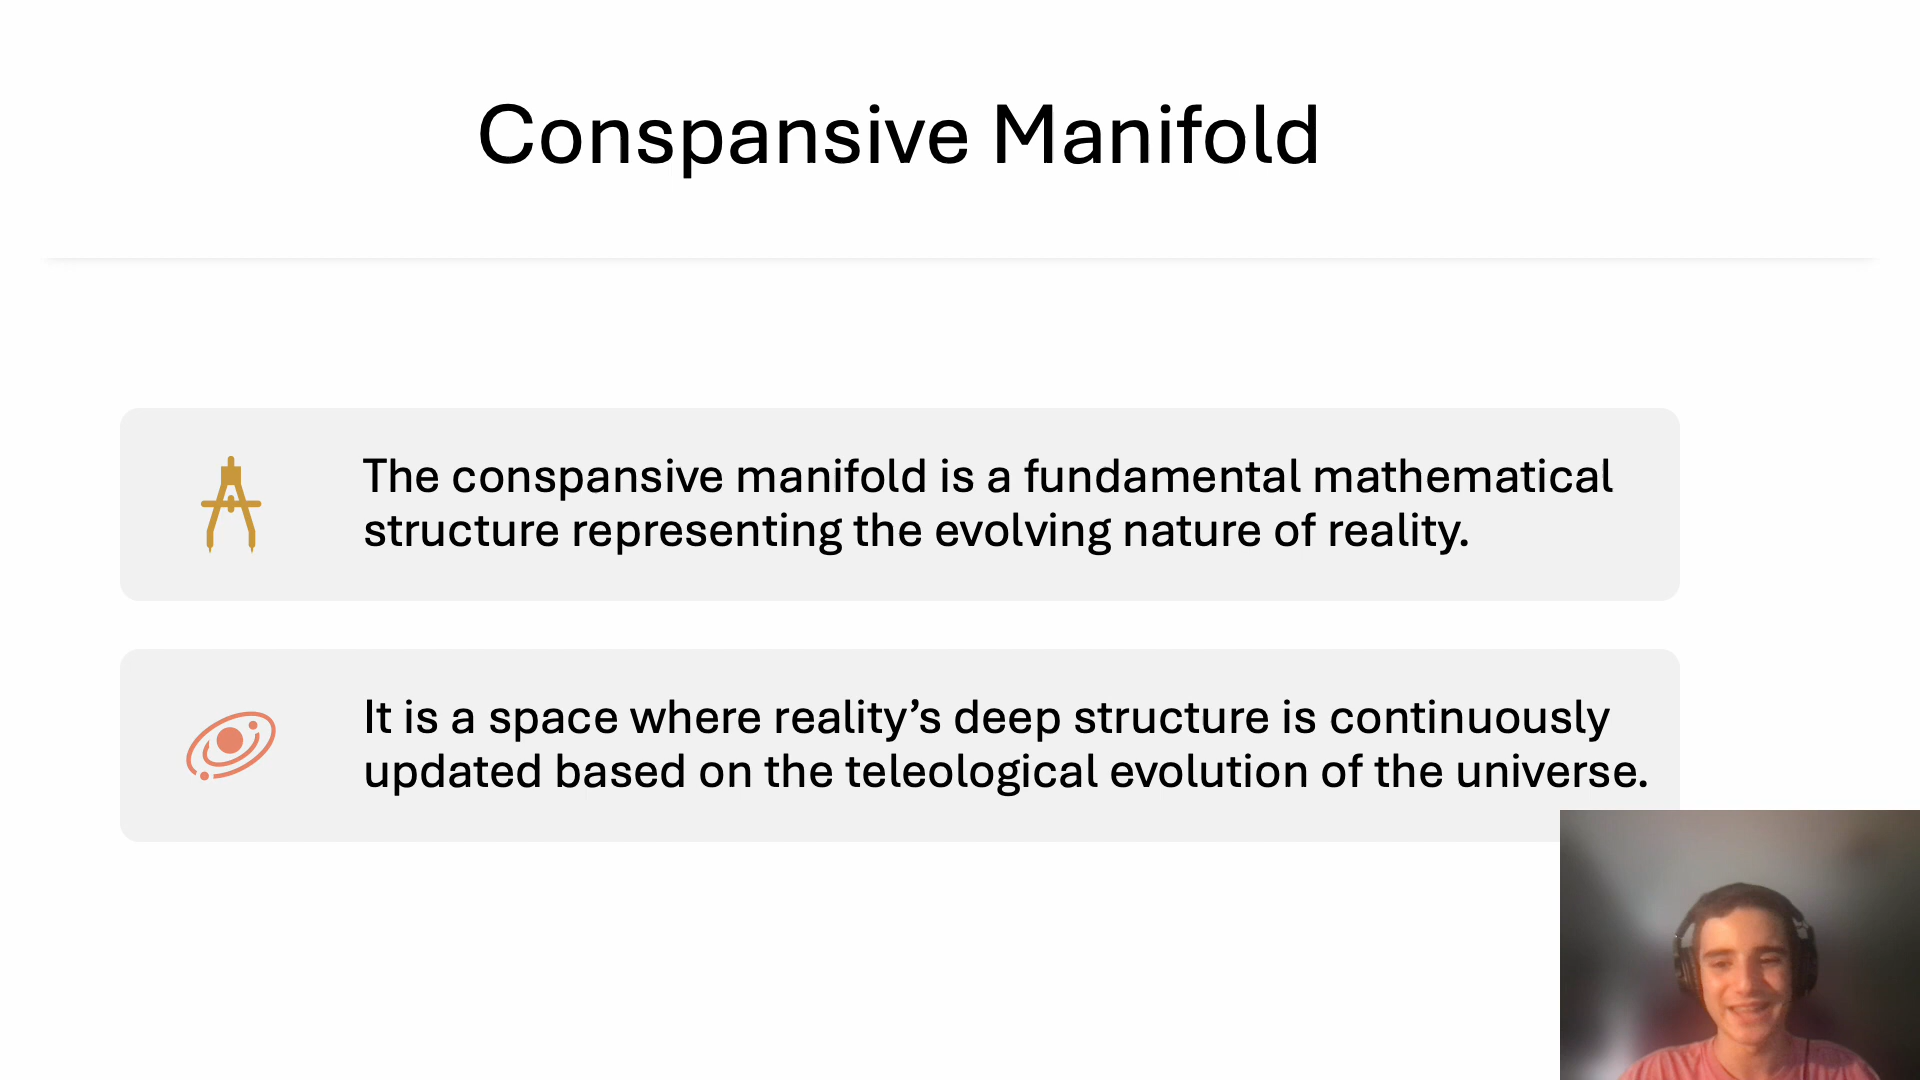 Conspansive Manifold
The conspansive manifold is a fundamental mathematical
structure representing the evolving nature of reality.
It is a space where reality’s deep structure is continuously
updated based on the teleological evolution of the universe.